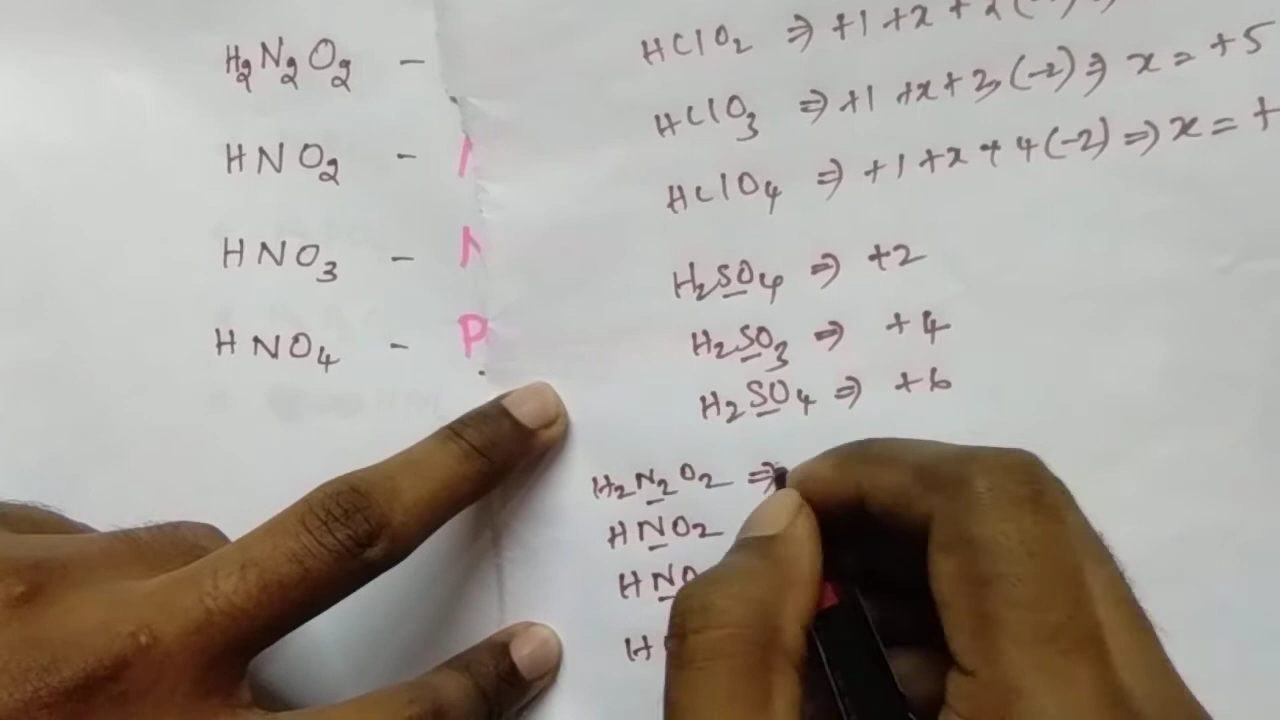 H2N2O2 -
HNO2 -
HNO3 -
HNO4 - P
HClO2 ⇒ +1 + x + 2(
HClO3 ⇒ +1 + x + 3(-2) ⇒ x = +5
HClO4 ⇒ +1 + x + 4(-2) ⇒ x = +
H2SO4 ⇒ +2
H2SO3 ⇒ +4
H2SO4 ⇒ +6
H2N2O2 ⇒
HNO2
HNO
H